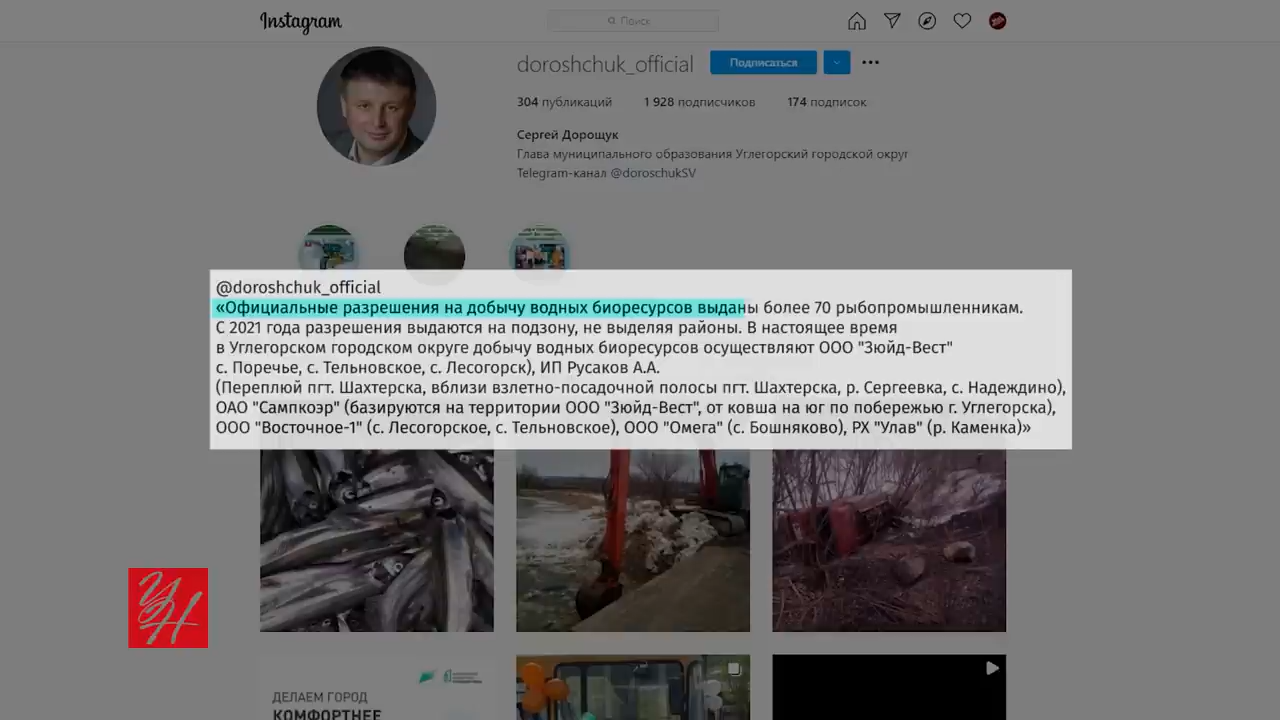 Instagram
Поиск
doroshchuk_official
Подписаться
304 публикаций 1 928 подписчиков 174 подписок
Сергей Дорощук
Глава муниципального образования Углегорский городской округ
Telegram-канал @doroschukSV
@doroshchuk_official
«Официальные разрешения на добычу водных биоресурсов выданы более 70 рыбопромышленникам.
С 2021 года разрешения выдаются на подзону, не выделяя районы. В настоящее время
в Углегорском городском округе добычу водных биоресурсов осуществляют ООО "Зюйд-Вест"
с. Поречье, с. Тельновское, с. Лесогорск), ИП Русаков А.А.
(Переплюй пгт. Шахтерска, вблизи взлетно-посадочной полосы пгт. Шахтерска, р. Сергеевка, с. Надеждино),
ОАО "Сампкоэр" (базируются на территории ООО "Зюйд-Вест", от ковша на юг по побережью г. Углегорска),
ООО "Восточное-1" (с. Лесогорское, с. Тельновское), ООО "Омега" (с. Бошняково), РХ "Улав" (р. Каменка)»
УН
ДЕЛАЕМ ГОРОД
КОМФОРТНЕЕ